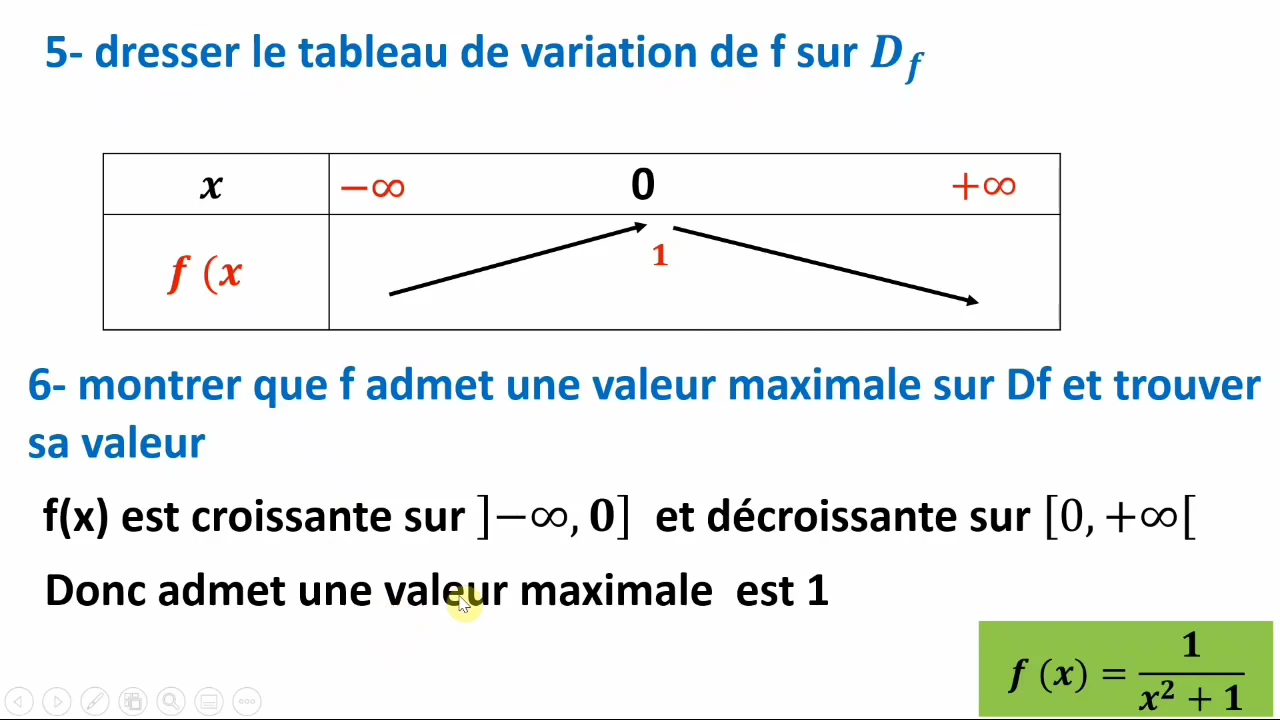 5- dresser le tableau de variation de f sur D_f
x −∞ 0 +∞
f (x 1
6- montrer que f admet une valeur maximale sur Df et trouver
sa valeur
f(x) est croissante sur ]−∞, 0] et décroissante sur [0, +∞[
Donc admet une valeur maximale est 1
f (x) = 1 / (x² + 1)